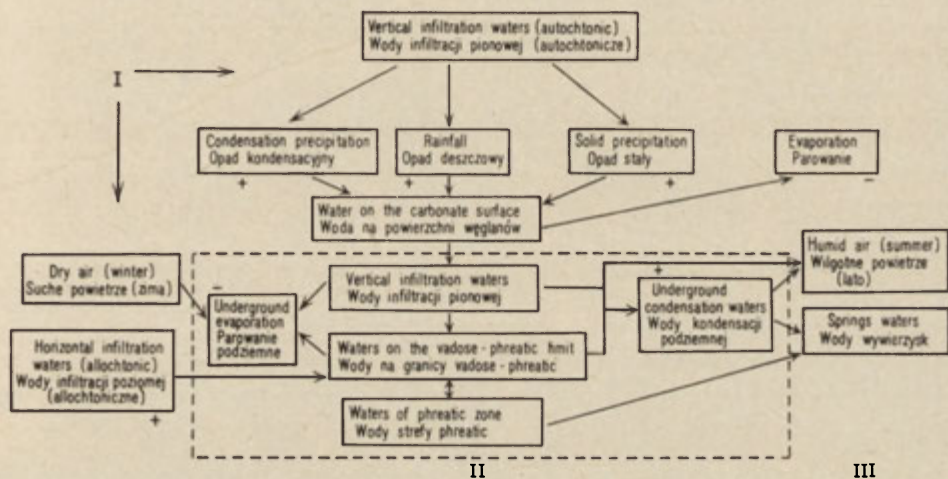 Vertical infiltration waters (autochtonic)
Wody infiltracji pionowej (autochtonicze)
I
Condensation precipitation
Opad kondensacyjny
+
Rainfall
Opad deszczowy
+
Solid precipitation
Opad stały
+
Evaporation
Parowanie
–
Water on the carbonate surface
Woda na powierzchni węglanów
Dry air (winter)
Suche powietrze (zima)
Humid air (summer)
Wilgotne powietrze
(lato)
Vertical infiltration waters
Wody infiltracji pionowej
–
Underground
evaporation
Parpwanie
podziemne
+
Underground
condensation waters
Wody kondensacji
podziemnej
Springs waters
Wody wywierzysk
Horizontal infiltration
waters (allochtonic)
Wody infiltracji poziomej
(allochtoniczne)
+
Waters on the vadose - phreatic hmit
Wody na granicy vadose - phreatic
Waters of phreatic zone
Wody strefy phreatic
II
III